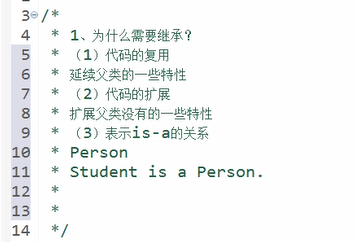 3 /*
4 * 1、为什么需要继承?
5 * （1）代码的复用
6 * 延续父类的一些特性
7 * （2）代码的扩展
8 * 扩展父类没有的一些特性
9 * （3）表示is-a的关系
10 * Person
11 * Student is a Person.
12 *
13 *
14 */